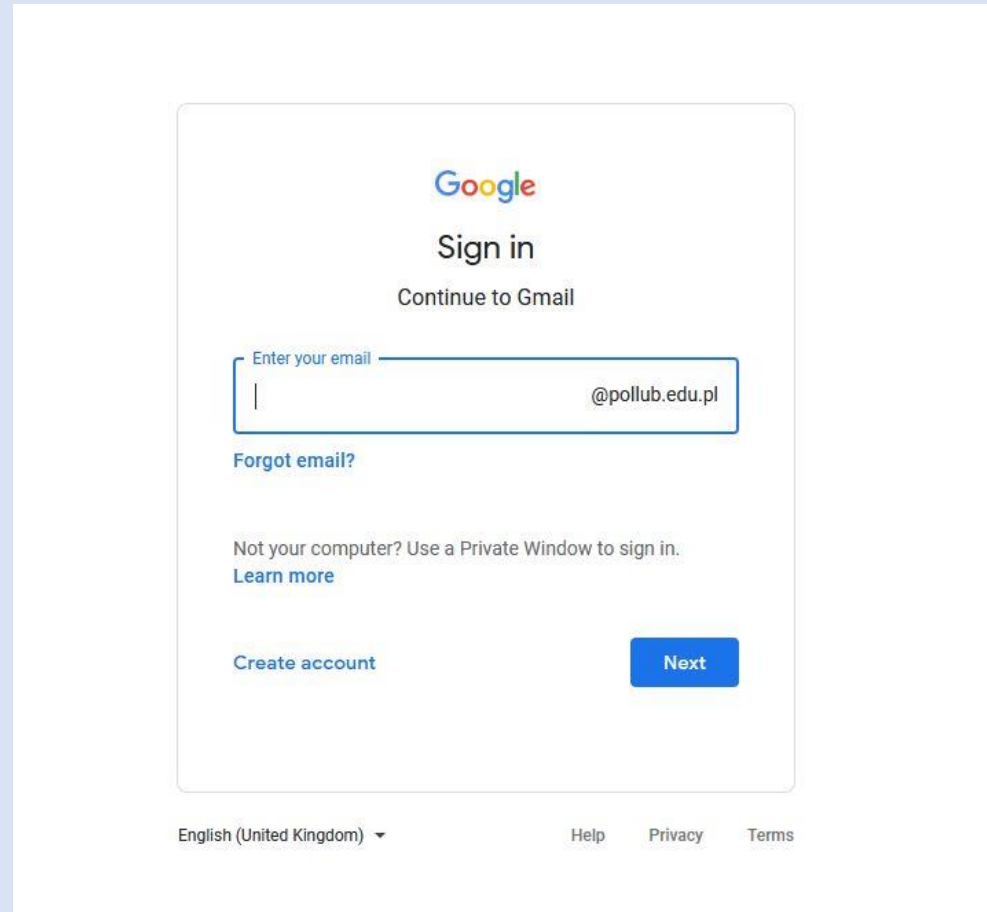 Google
Sign in
Continue to Gmail
Enter your email
@pollub.edu.pl
Forgot email?
Not your computer? Use a Private Window to sign in.
Learn more
Create account Next
English (United Kingdom) Help Privacy Terms